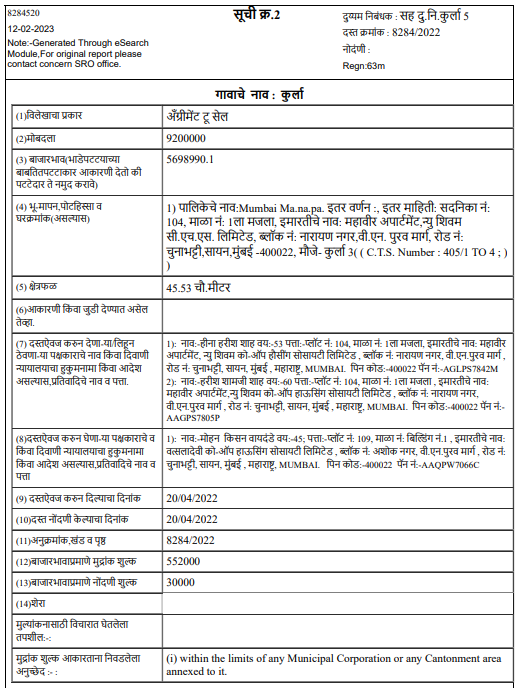 8284520
12-02-2023
Note:-Generated Through eSearch
Module,For original report please
contact concern SRO office.
सूची क्र.2
दुय्यम निबंधक : सह दु.नि.कुर्ला 5
दस्त क्रमांक : 8284/2022
नोदंणी :
Regn:63m
गावाचे नाव : कुर्ला
(1)विलेखाचा प्रकार
अँग्रीमेंट टू सेल
(2)मोबदला
9200000
(3) बाजारभाव(भाडेपटटयाच्या
बाबतितपटटाकार आकारणी देतो की
पटटेदार ते नमुद करावे)
5698990.1
(4) भू-मापन,पोटहिस्सा व
घरक्रमांक(असल्यास)
1) पालिकेचे नाव:Mumbai Ma.na.pa. इतर वर्णन :, इतर माहिती: सदनिका नं:
104, माळा नं: 1ला मजला, इमारतीचे नाव: महावीर अपार्टमेंट,न्यु शिवम
सी.एच.एस. लिमिटेड, ब्लॉक नं: नारायण नगर,वी.एन. पुरव मार्ग, रोड नं:
चुनाभट्टी,सायन,मुंबई -400022, मौजे- कुर्ला 3( ( C.T.S. Number : 405/1 TO 4 ; )
)
(5) क्षेत्रफळ
45.53 चौ.मीटर
(6)आकारणी किंवा जुडी देण्यात असेल
तेव्हा.
(7) दस्तऐवज करुन देणा-या/लिहून
ठेवणा-या पक्षकाराचे नाव किंवा दिवाणी
न्यायालयाचा हुकुमनामा किंवा आदेश
असल्यास,प्रतिवादिचे नाव व पत्ता.
1): नाव:-हीना हरीश शाह वय:-53 पत्ता:-प्लॉट नं: 104, माळा नं: 1ला मजला, इमारतीचे नाव: महावीर
अपार्टमेंट, न्यु शिवम को-ऑप हौसींग सोसायटी लिमिटेड , ब्लॉक नं: नारायण नगर, वी.एन.पुरव मार्ग , रोड
नं: चुनाभट्टी, सायन, मुंबई , महाराष्ट्र, MUMBAI. पिन कोड:-400022 पॅन नं:-AGLPS7842M
2): नाव:-हरीश शामजी शाह वय:-60 पत्ता:-प्लॉट नं: 104, माळा नं: 1ला मजला , इमारतीचे नाव:
महावीर अपार्टमेंट,न्यु शिवम को-ऑप हाऊसिंग सोसायटी लिमिटेड , ब्लॉक नं: नारायण नगर,
वी.एन.पुरव मार्ग , रोड नं: चुनाभट्टी, सायन, मुंबई , महाराष्ट्र, MUMBAI. पिन कोड:-400022 पॅन नं:-
AAGPS7805P
(8)दस्तऐवज करुन घेणा-या पक्षकाराचे व
किंवा दिवाणी न्यायालयाचा हुकुमनामा
किंवा आदेश असल्यास,प्रतिवादिचे नाव व
पत्ता
1): नाव:-मोहन किसन वायदंडे वय:-45; पत्ता:-प्लॉट नं: 109, माळा नं: बिल्डिंग नं.1 , इमारतीचे नाव:
वत्सलादेवी को-ऑप हाऊसिंग सोसायटी लिमिटेड , ब्लॉक नं: अशोक नगर, वी.एन.पुरव मार्ग , रोड नं:
चुनाभट्टी, सायन, मुंबई , महाराष्ट्र, MUMBAI. पिन कोड:-400022 पॅन नं:-AAQPW7066C
(9) दस्तऐवज करुन दिल्याचा दिनांक
20/04/2022
(10)दस्त नोंदणी केल्याचा दिनांक
20/04/2022
(11)अनुक्रमांक,खंड व पृष्ठ
8284/2022
(12)बाजारभावाप्रमाणे मुद्रांक शुल्क
552000
(13)बाजारभावाप्रमाणे नोंदणी शुल्क
30000
(14)शेरा
मुल्यांकनासाठी विचारात घेतलेला
तपशील:-:
मुद्रांक शुल्क आकारताना निवडलेला
अनुच्छेद :- :
(i) within the limits of any Municipal Corporation or any Cantonment area
annexed to it.